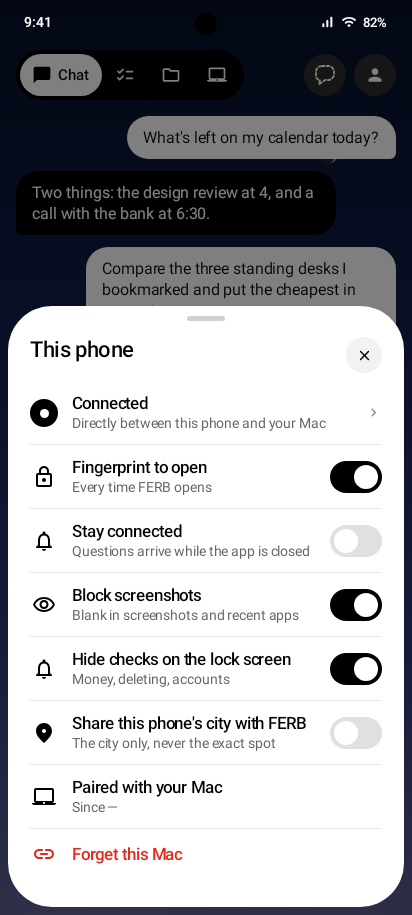 9:41
82%
Chat
What's left on my calendar today?
Two things: the design review at 4, and a
call with the bank at 6:30.
Compare the three standing desks I
bookmarked and put the cheapest in
This phone
Connected
Directly between this phone and your Mac
Fingerprint to open
Every time FERB opens
Stay connected
Questions arrive while the app is closed
Block screenshots
Blank in screenshots and recent apps
Hide checks on the lock screen
Money, deleting, accounts
Share this phone's city with FERB
The city only, never the exact spot
Paired with your Mac
Since —
Forget this Mac